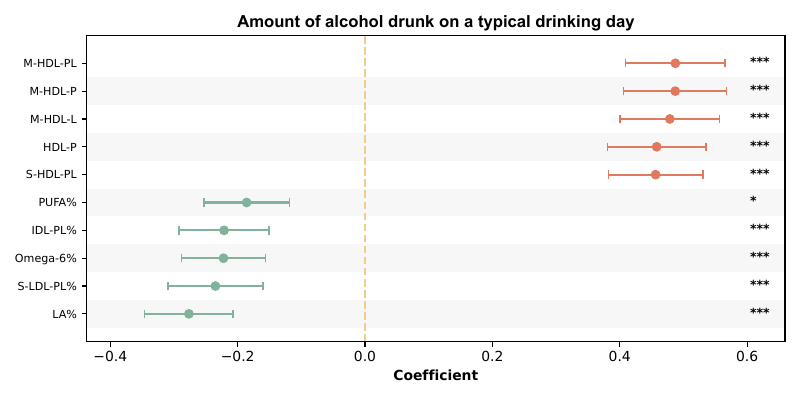 Amount of alcohol drunk on a typical drinking day
M-HDL-PL ***
M-HDL-P ***
M-HDL-L ***
HDL-P ***
S-HDL-PL ***
PUFA% *
IDL-PL% ***
Omega-6% ***
S-LDL-PL% ***
LA% ***
−0.4 −0.2 0.0 0.2 0.4 0.6
Coefficient